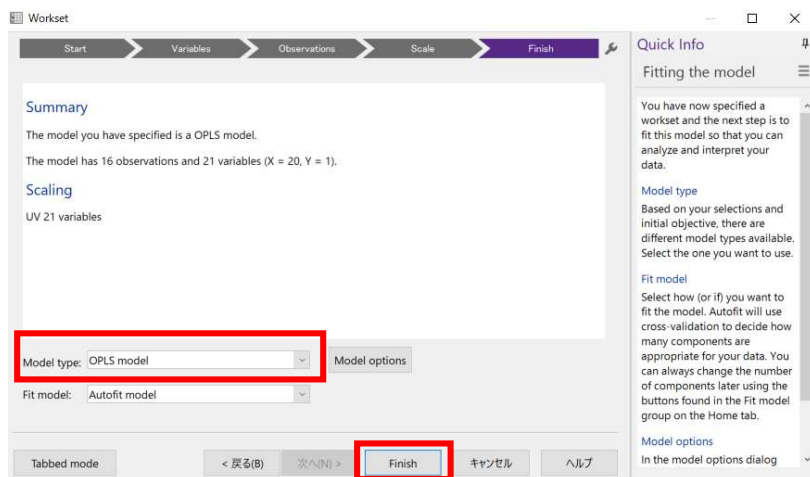 Workset
Start
Variables
Observations
Scale
Finish
Summary
The model you have specified is a OPLS model.
The model has 16 observations and 21 variables (X = 20, Y = 1).
Scaling
UV 21 variables
Model type: OPLS model
Model options
Fit model: Autofit model
Tabbed mode
< 戻る(B)
次へ(N) >
Finish
キャンセル
ヘルプ
Quick Info
Fitting the model
You have now specified a
workset and the next step is to
fit this model so that you can
analyze and interpret your
data.
Model type
Based on your selections and
initial objective, there are
different model types available.
Select the one you want to use.
Fit model
Select how (or if) you want to
fit the model. Autofit will use
cross-validation to decide how
many components are
appropriate for your data. You
can always change the number
of components later using the
buttons found in the Fit model
group on the Home tab.
Model options
In the model options dialog